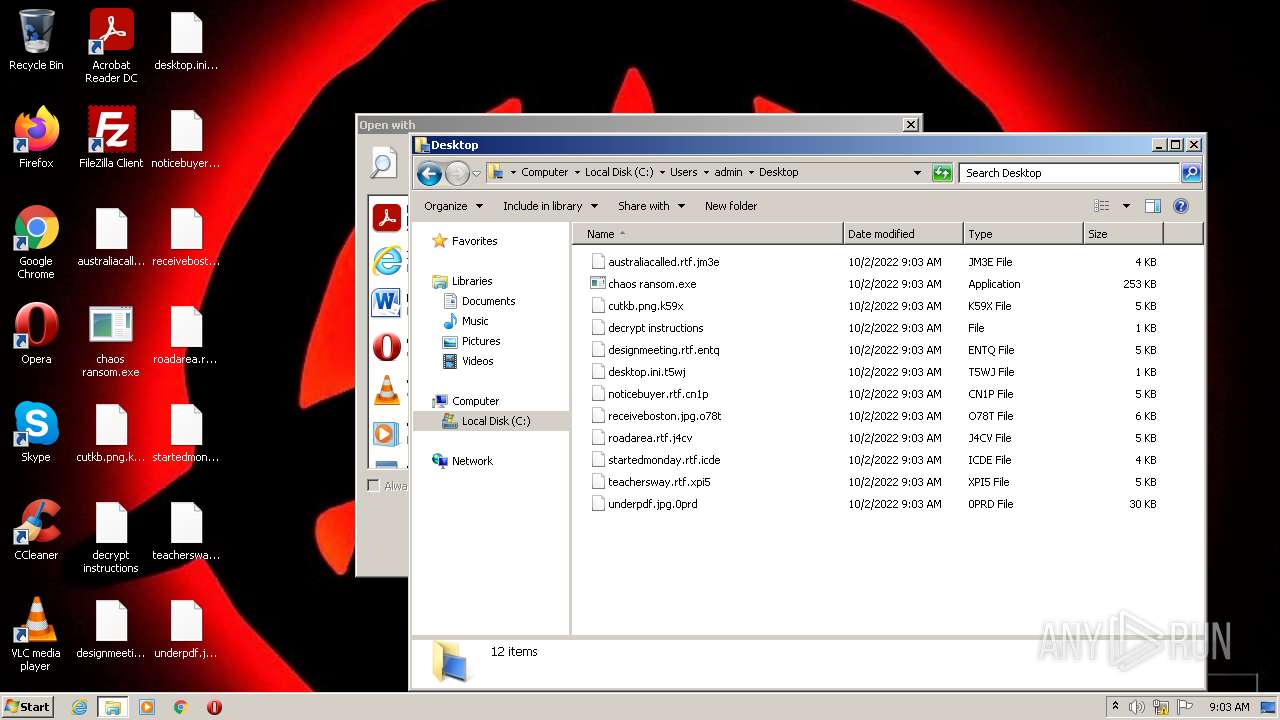 Recycle Bin
Acrobat
Reader DC
desktop.ini...
Firefox
FileZilla Client
noticebuyer...
Google
Chrome
australiacall...
receivebost...
Opera
chaos
ransom.exe
roadarea.r...
Skype
cutkb.png.k...
startedmon...
CCleaner
decrypt
instructions
teacherswa...
VLC media
player
designmeeti...
underpdf.j...
Open with
Alwa
Desktop
Computer
Local Disk (C:)
Users
admin
Desktop
Search Desktop
Organize
Include in library
Share with
New folder
Favorites
Libraries
Documents
Music
Pictures
Videos
Computer
Local Disk (C:)
Network
Name Date modified Type Size
australiacalled.rtf.jm3e 10/2/2022 9:03 AM JM3E File 4 KB
chaos ransom.exe 10/2/2022 9:03 AM Application 253 KB
cutkb.png.k59x 10/2/2022 9:03 AM K59X File 5 KB
decrypt instructions 10/2/2022 9:03 AM File 1 KB
designmeeting.rtf.entq 10/2/2022 9:03 AM ENTQ File 5 KB
desktop.ini.t5wj 10/2/2022 9:03 AM T5WJ File 1 KB
noticebuyer.rtf.cn1p 10/2/2022 9:03 AM CN1P File 5 KB
receiveboston.jpg.o78t 10/2/2022 9:03 AM O78T File 5 KB
roadarea.rtf.j4cv 10/2/2022 9:03 AM J4CV File 5 KB
startedmonday.rtf.icde 10/2/2022 9:03 AM ICDE File 4 KB
teachersway.rtf.xpi5 10/2/2022 9:03 AM XPI5 File 5 KB
underpdf.jpg.0prd 10/2/2022 9:03 AM 0PRD File 30 KB
12 items
ANY RUN
Start
9:03 AM